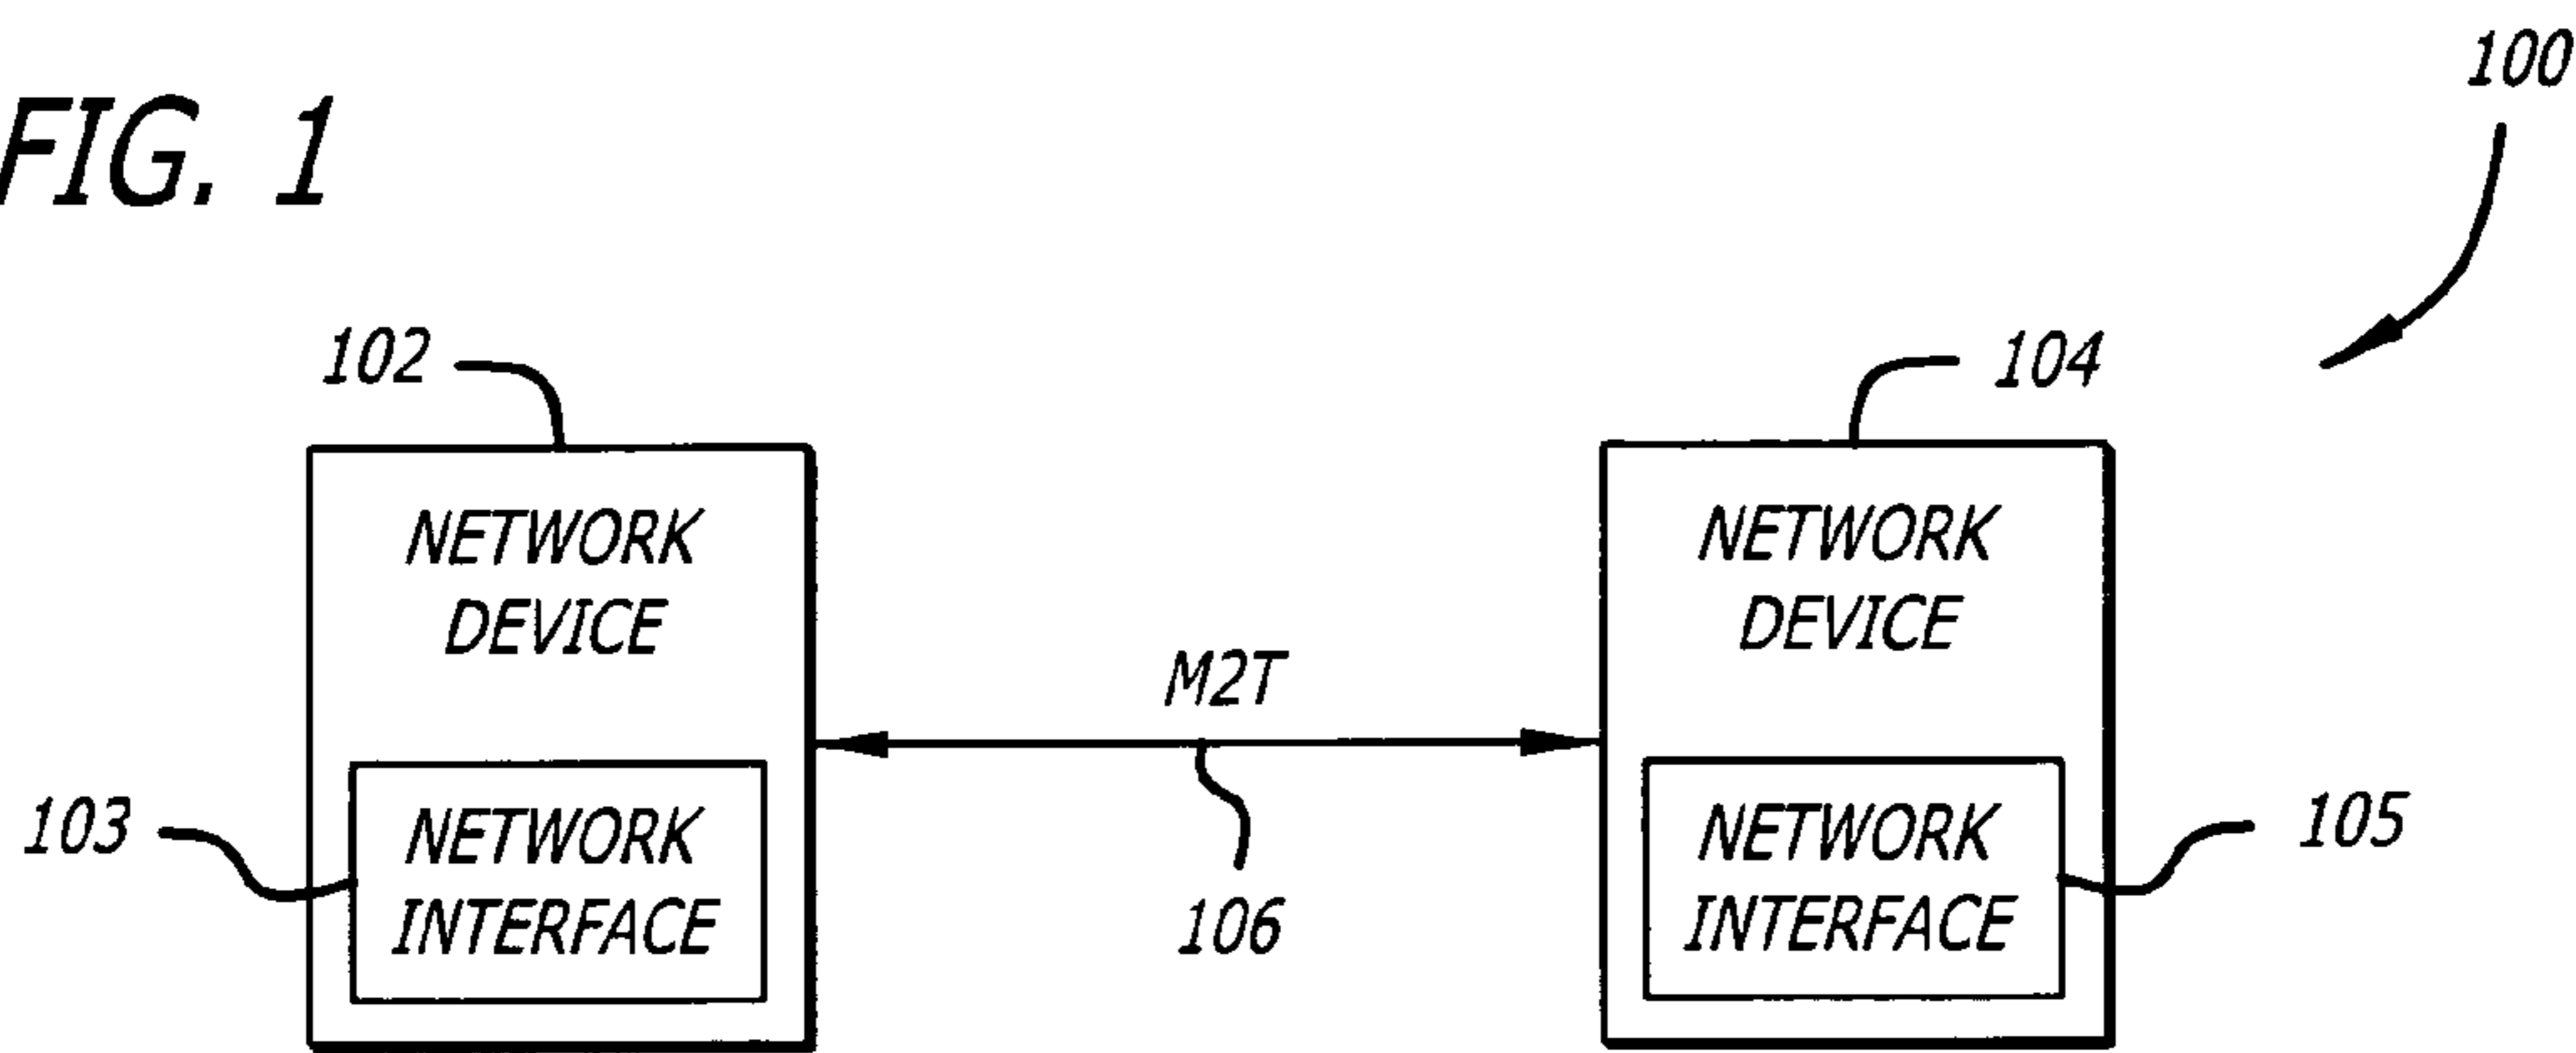 FIG. 1
100
102
104
NETWORK
DEVICE
NETWORK
DEVICE
M2T
103
NETWORK
INTERFACE
NETWORK
INTERFACE
105
106